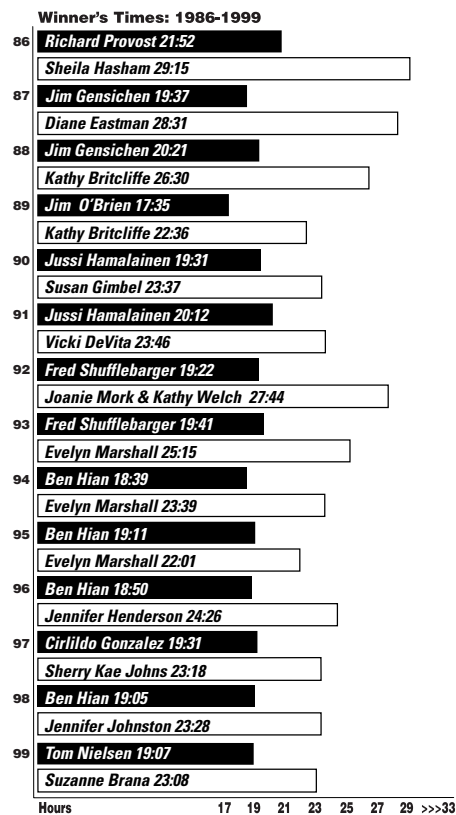 Winner's Times: 1986-1999
86 Richard Provost 21:52
Sheila Hasham 29:15
87 Jim Gensichen 19:37
Diane Eastman 28:31
88 Jim Gensichen 20:21
Kathy Britcliffe 26:30
89 Jim O'Brien 17:35
Kathy Britcliffe 22:36
90 Jussi Hamalainen 19:31
Susan Gimbel 23:37
91 Jussi Hamalainen 20:12
Vicki DeVita 23:46
92 Fred Shufflebarger 19:22
Joanie Mork & Kathy Welch 27:44
93 Fred Shufflebarger 19:41
Evelyn Marshall 25:15
94 Ben Hian 18:39
Evelyn Marshall 23:39
95 Ben Hian 19:11
Evelyn Marshall 22:01
96 Ben Hian 18:50
Jennifer Henderson 24:26
97 Cirlildo Gonzalez 19:31
Sherry Kae Johns 23:18
98 Ben Hian 19:05
Jennifer Johnston 23:28
99 Tom Nielsen 19:07
Suzanne Brana 23:08
Hours 17 19 21 23 25 27 29 >>>33